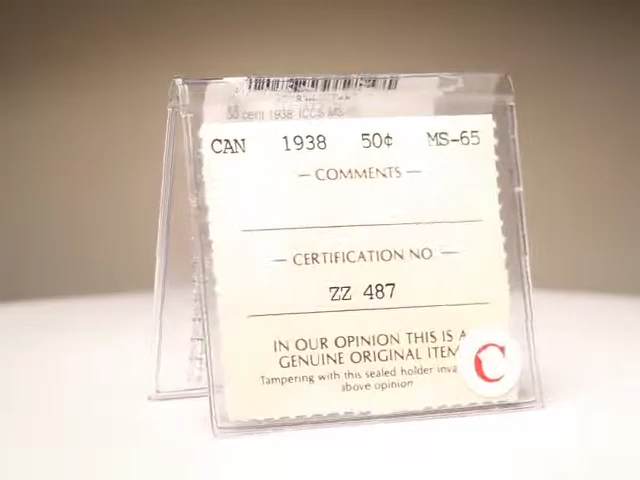 50 cent 1938 ICCS MS-
CAN 1938 50¢ MS-65
— COMMENTS —
— CERTIFICATION NO —
ZZ 487
IN OUR OPINION THIS IS A
GENUINE ORIGINAL ITEM
C
Tampering with this sealed holder inva
above opinion